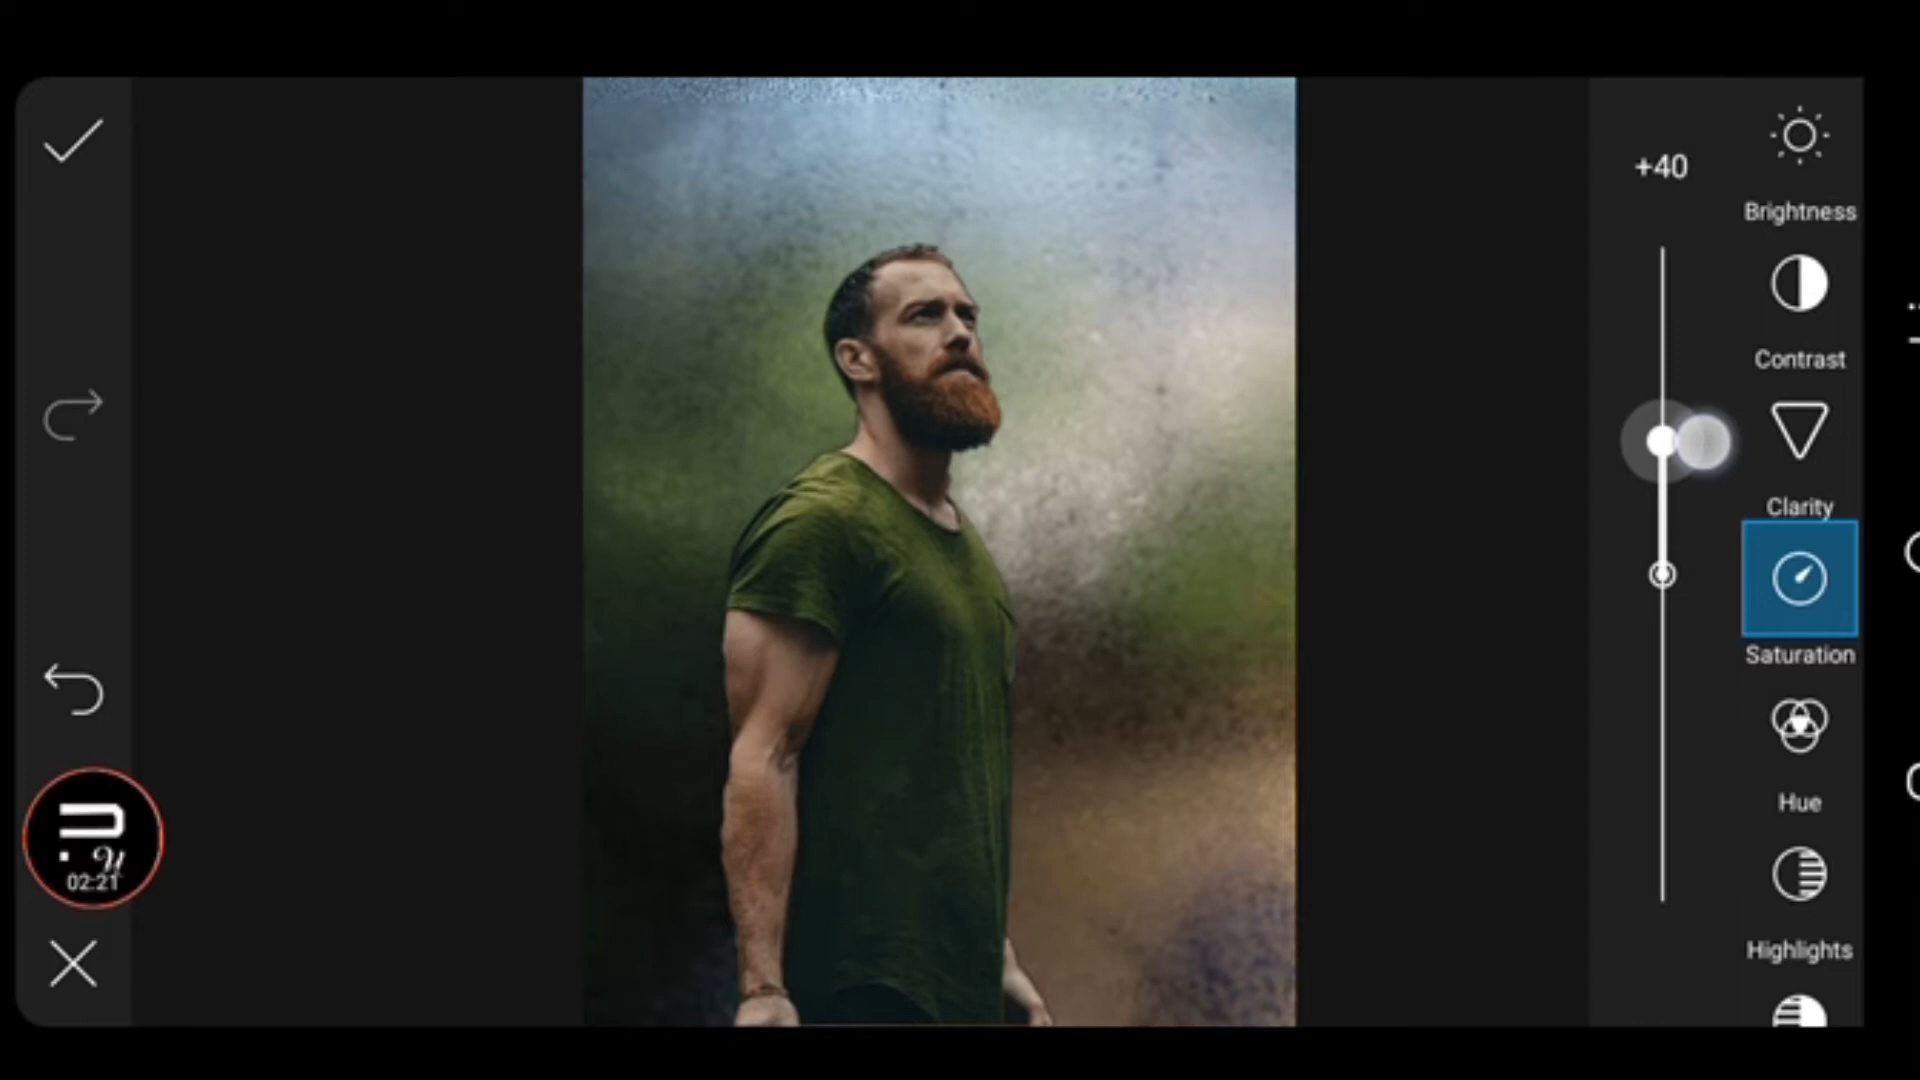 +40
Brightness
Contrast
Clarity
Saturation
Hue
Highlights
02:21